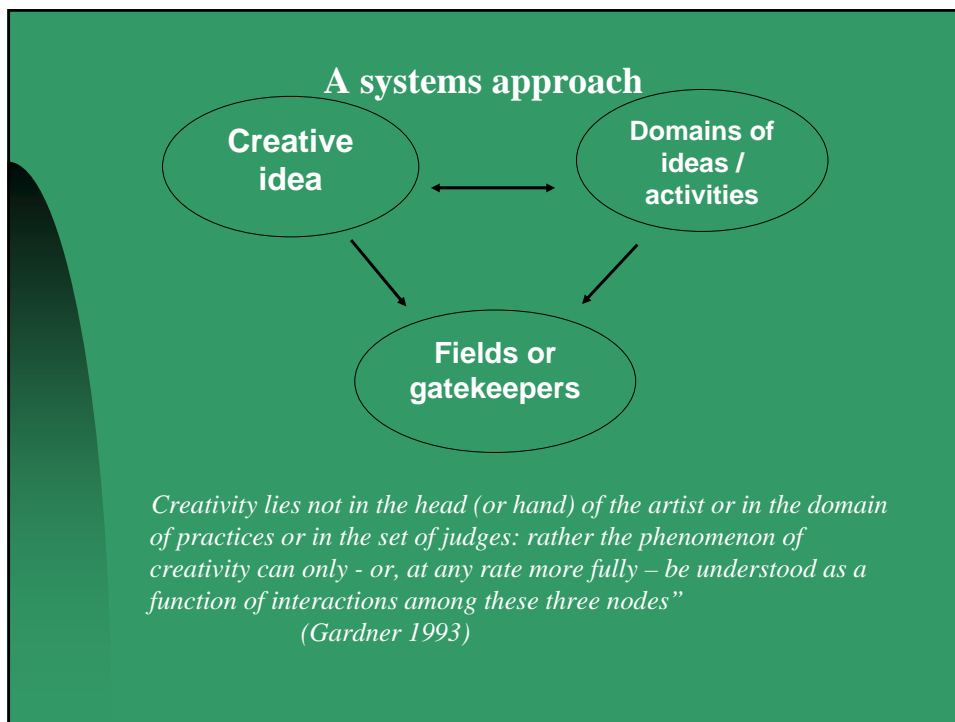 A systems approach
Creative
idea
Domains of
ideas /
activities
Fields or
gatekeepers
Creativity lies not in the head (or hand) of the artist or in the domain
of practices or in the set of judges: rather the phenomenon of
creativity can only - or, at any rate more fully – be understood as a
function of interactions among these three nodes”
(Gardner 1993)